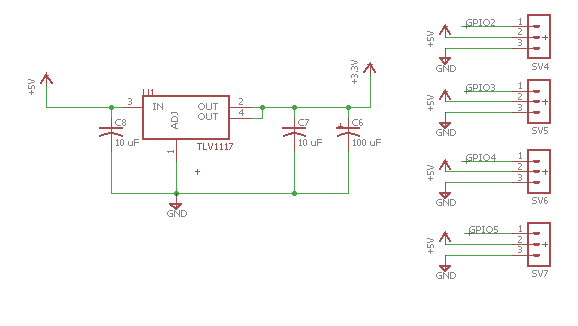 +5V
U1
3
IN
OUT
2
OUT
4
ADJ
1
TLV1117
C8
10 uF
GND
C7
10 uF
C6
100 uF
+3.3V
GPIO2
+5V
GND
1
2
3
SV4
GPIO3
+5V
GND
1
2
3
SV5
GPIO4
+5V
GND
1
2
3
SV6
GPIO5
+5V
GND
1
2
3
SV7